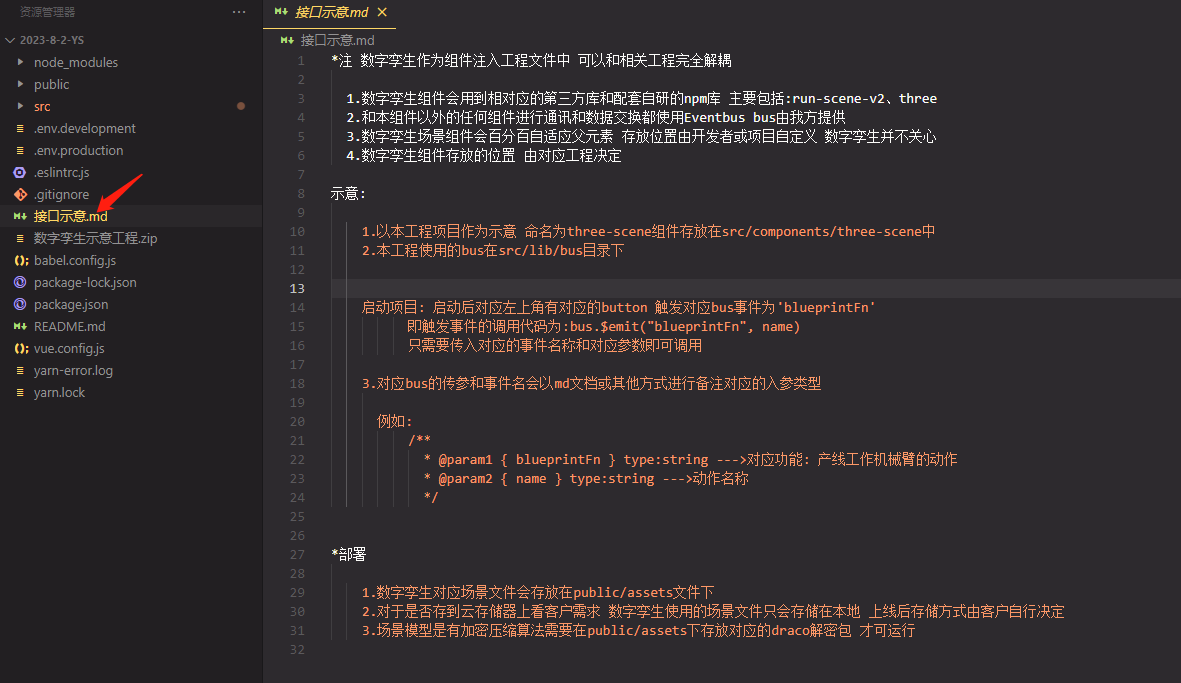 资源管理器
2023-8-2-YS
node_modules
public
src
.env.development
.env.production
.eslintrc.js
.gitignore
接口示意.md
数字孪生示意工程.zip
babel.config.js
package-lock.json
package.json
README.md
vue.config.js
yarn-error.log
yarn.lock
接口示意.md
接口示意.md
1 *注 数字孪生作为组件注入工程文件中 可以和相关工程完全解耦
2
3 1.数字孪生组件会用到相对应的第三方库和配套自研的npm库 主要包括:run-scene-v2、three
4 2.和本组件以外的任何组件进行通讯和数据交换都使用Eventbus bus由我方提供
5 3.数字孪生场景组件会百分百自适应父元素 存放位置由开发者或项目自定义 数字孪生并不关心
6 4.数字孪生组件存放的位置 由对应工程决定
7
8 示意:
9
10 1.以本工程项目作为示意 命名为three-scene组件存放在src/components/three-scene中
11 2.本工程使用的bus在src/lib/bus目录下
12
13
14 启动项目: 启动后对应左上角有对应的button 触发对应bus事件为'blueprintFn'
15 即触发事件的调用代码为:bus.$emit("blueprintFn", name)
16 只需要传入对应的事件名称和对应参数即可调用
17
18 3.对应bus的传参和事件名会以md文档或其他方式进行备注对应的入参类型
19
20 例如:
21 /**
22 * @param1 { blueprintFn } type:string --->对应功能: 产线工作机械臂的动作
23 * @param2 { name } type:string --->动作名称
24 */
25
26
27 *部署
28
29 1.数字孪生对应场景文件会存放在public/assets文件下
30 2.对于是否存到云存储器上看客户需求 数字孪生使用的场景文件只会存储在本地 上线后存储方式由客户自行决定
31 3.场景模型是有加密压缩算法需要在public/assets下存放对应的draco解密包 才可运行
32